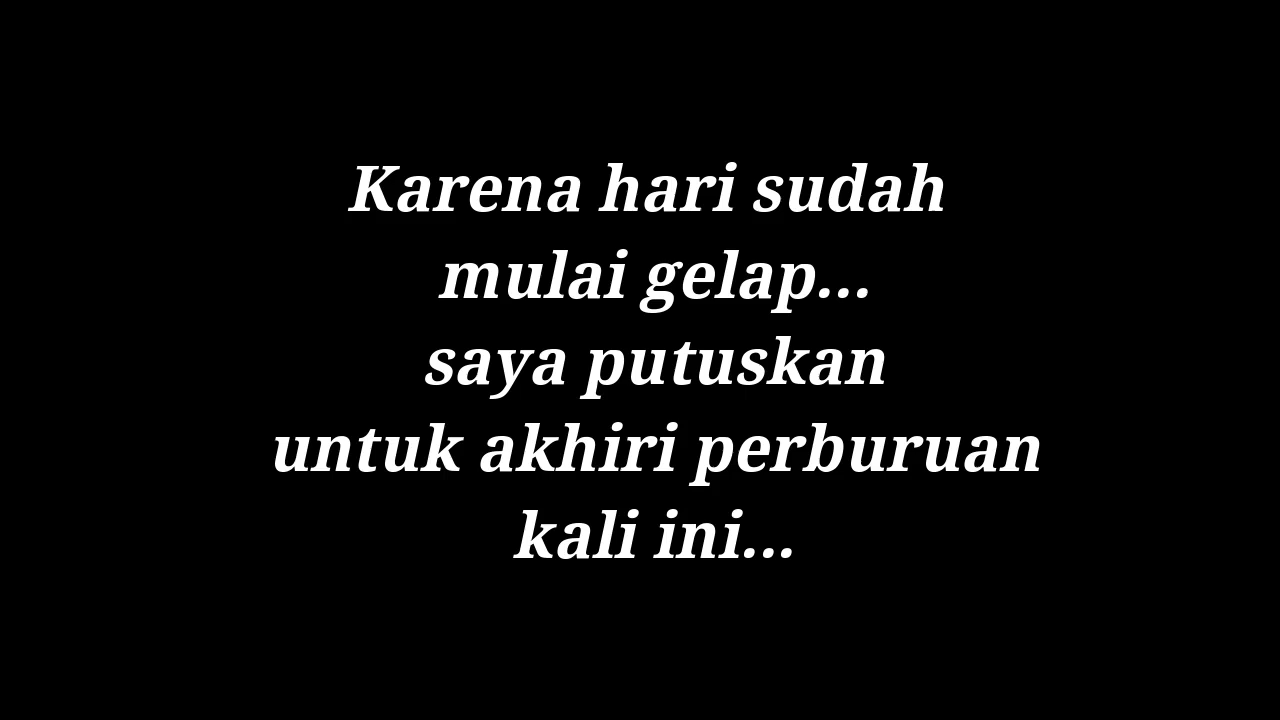 Karena hari sudah
mulai gelap...
saya putuskan
untuk akhiri perburuan
kali ini...